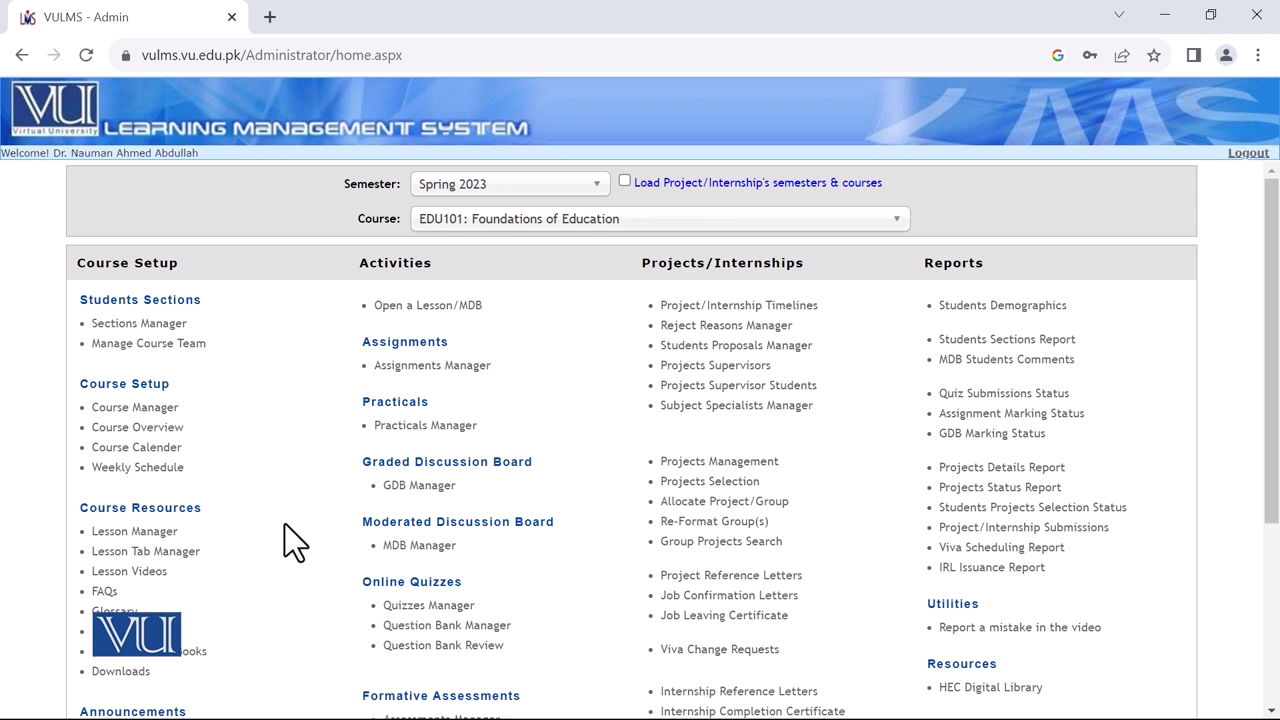 VULMS - Admin
vulms.vu.edu.pk/Administrator/home.aspx
VU
Virtual University
LEARNING MANAGEMENT SYSTEM
LMS
Welcome! Dr. Nauman Ahmed Abdullah
Logout
Semester: Spring 2023 Load Project/Internship's semesters & courses
Course: EDU101: Foundations of Education
Course Setup
Students Sections
Sections Manager
Manage Course Team
Course Setup
Course Manager
Course Overview
Course Calender
Weekly Schedule
Course Resources
Lesson Manager
Lesson Tab Manager
Lesson Videos
FAQs
Glossary
VU
ooks
Downloads
Announcements
Activities
Open a Lesson/MDB
Assignments
Assignments Manager
Practicals
Practicals Manager
Graded Discussion Board
GDB Manager
Moderated Discussion Board
MDB Manager
Online Quizzes
Quizzes Manager
Question Bank Manager
Question Bank Review
Formative Assessments
Assessments Manager
Projects/Internships
Project/Internship Timelines
Reject Reasons Manager
Students Proposals Manager
Projects Supervisors
Projects Supervisor Students
Subject Specialists Manager
Projects Management
Projects Selection
Allocate Project/Group
Re-Format Group(s)
Group Projects Search
Project Reference Letters
Job Confirmation Letters
Job Leaving Certificate
Viva Change Requests
Internship Reference Letters
Internship Completion Certificate
Reports
Students Demographics
Students Sections Report
MDB Students Comments
Quiz Submissions Status
Assignment Marking Status
GDB Marking Status
Projects Details Report
Projects Status Report
Students Projects Selection Status
Project/Internship Submissions
Viva Scheduling Report
IRL Issuance Report
Utilities
Report a mistake in the video
Resources
HEC Digital Library